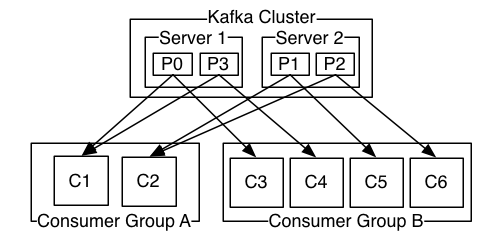 Kafka Cluster
Server 1 Server 2
P0 P3 P1 P2
C1 C2 C3 C4 C5 C6
Consumer Group A Consumer Group B